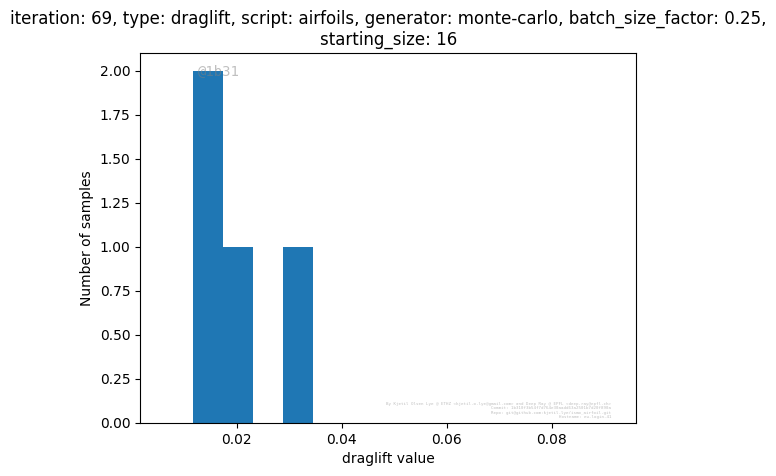 iteration: 69, type: draglift, script: airfoils, generator: monte-carlo, batch_size_factor: 0.25,
starting_size: 16
@1b31
2.00
1.75
1.50
1.25
1.00
0.75
0.50
0.25
0.00
Number of samples
0.02
0.04
0.06
0.08
draglift value